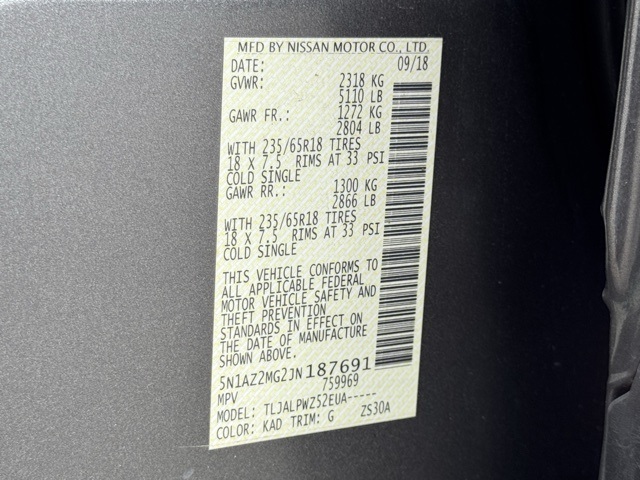 MFD BY NISSAN MOTOR CO., LTD.
DATE: 09/18
GVWR: 2318 KG
5110 LB
GAWR FR.: 1272 KG
2804 LB
WITH 235/65R18 TIRES
18 X 7.5 RIMS AT 33 PSI
COLD SINGLE
GAWR RR.: 1300 KG
2866 LB
WITH 235/65R18 TIRES
18 X 7.5 RIMS AT 33 PSI
COLD SINGLE
THIS VEHICLE CONFORMS TO
ALL APPLICABLE FEDERAL
MOTOR VEHICLE SAFETY AND
THEFT PREVENTION
STANDARDS IN EFFECT ON
THE DATE OF MANUFACTURE
SHOWN ABOVE.
5N1AZ2MG2JN187691
MPV 759969
MODEL: TLJALPWZ52EUA-----
COLOR: KAD TRIM: G ZS30A